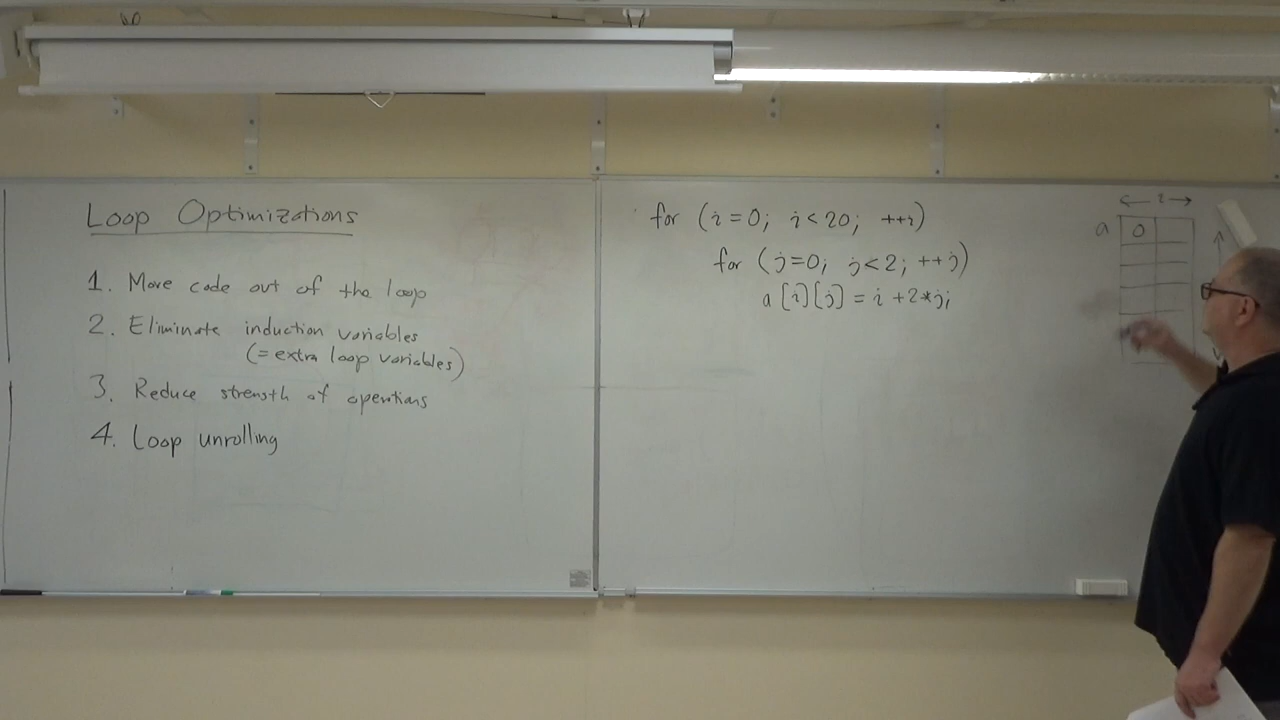 Loop Optimizations
1. Move code out of the loop
2. Eliminate induction variables
(= extra loop variables)
3. Reduce strength of operations
4. Loop unrolling
for (i=0; i<20; ++i)
for (j=0; j<2; ++j)
a[i][j] = i +2*j;
← 2 →
a
0